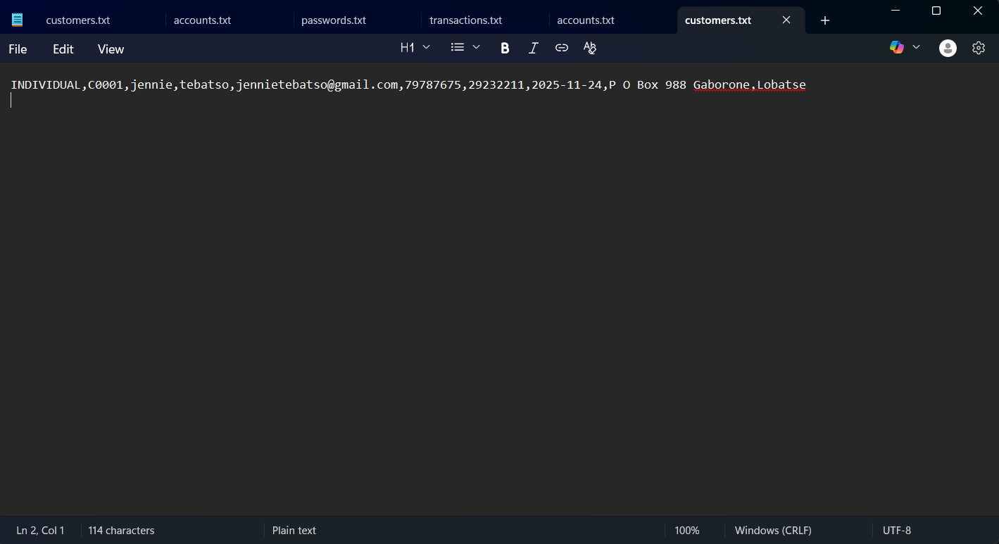 customers.txt accounts.txt passwords.txt transactions.txt accounts.txt customers.txt
File Edit View H1 B I
INDIVIDUAL,C0001,jennie,tebatso,jennietebatso@gmail.com,79787675,29232211,2025-11-24,P O Box 988 Gaborone,Lobatse
Ln 2, Col 1 114 characters Plain text 100% Windows (CRLF) UTF-8